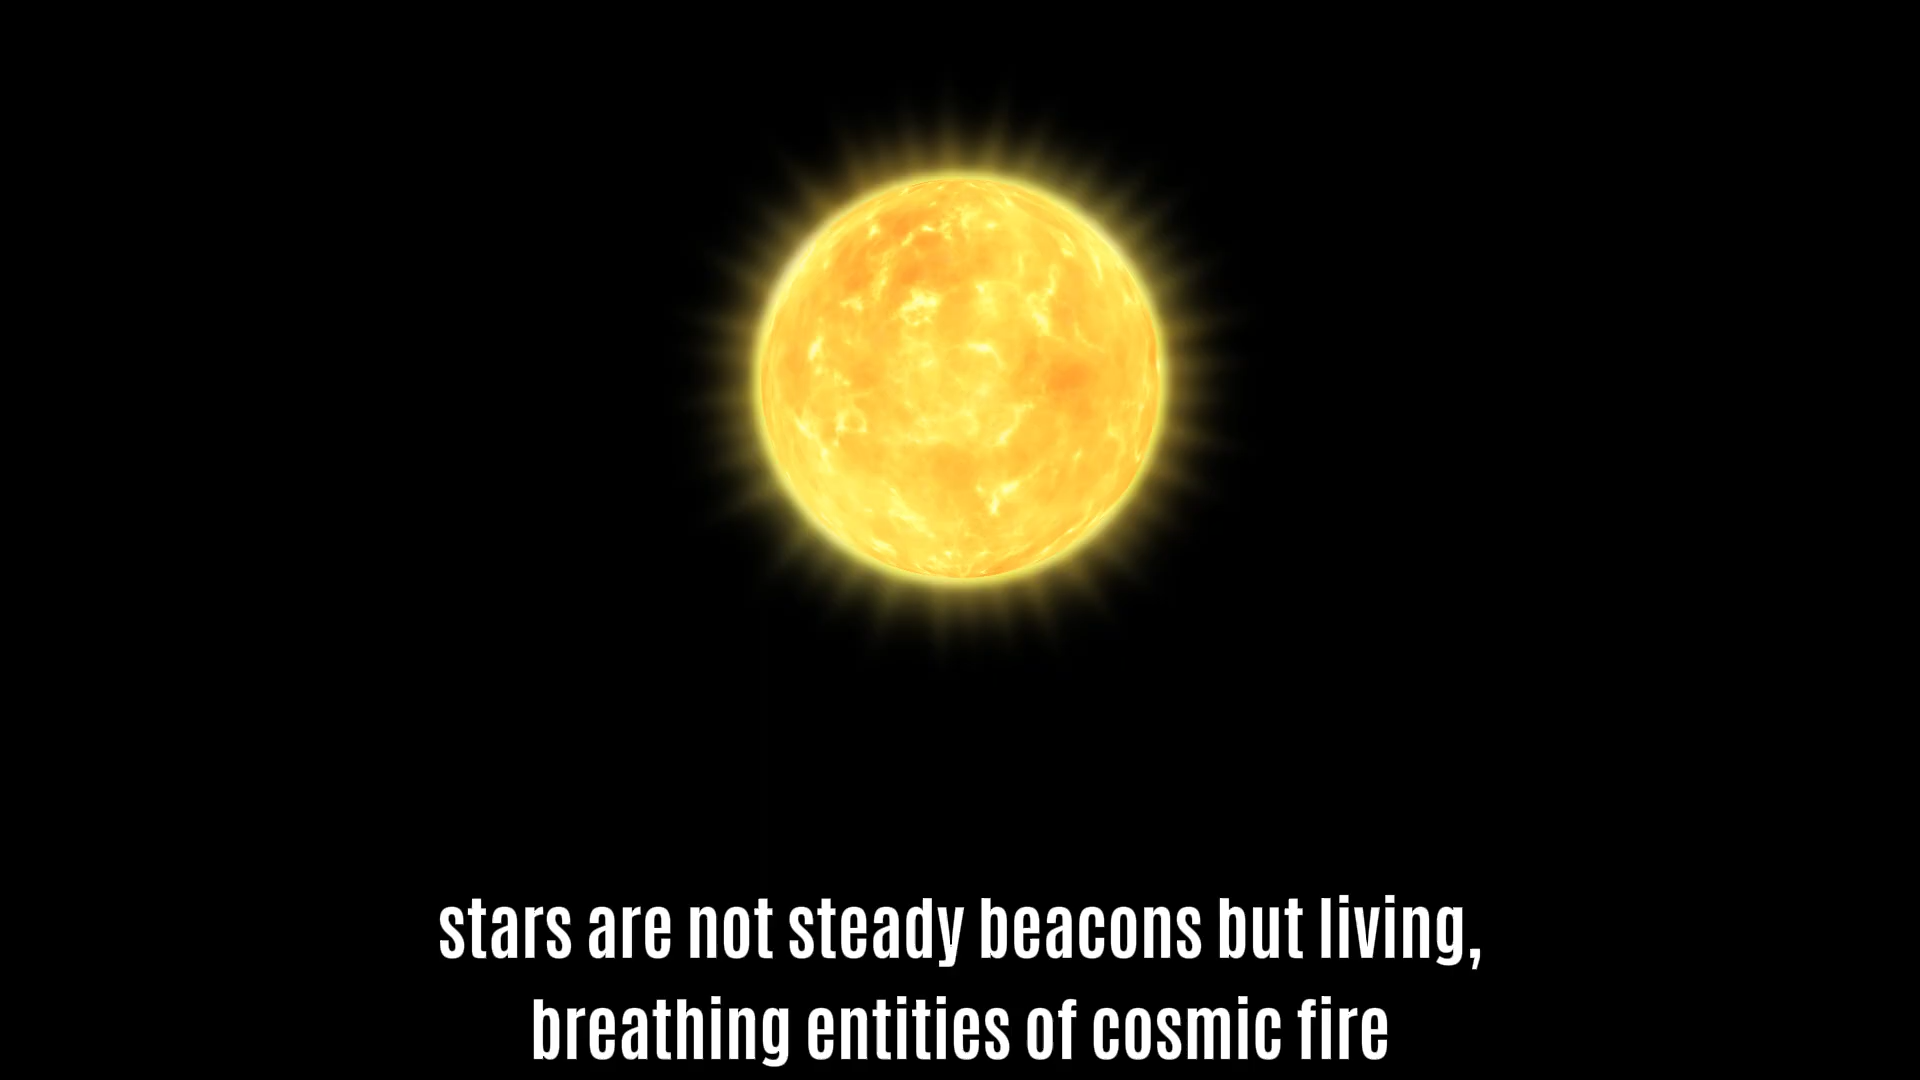 stars are not steady beacons but living,
breathing entities of cosmic fire